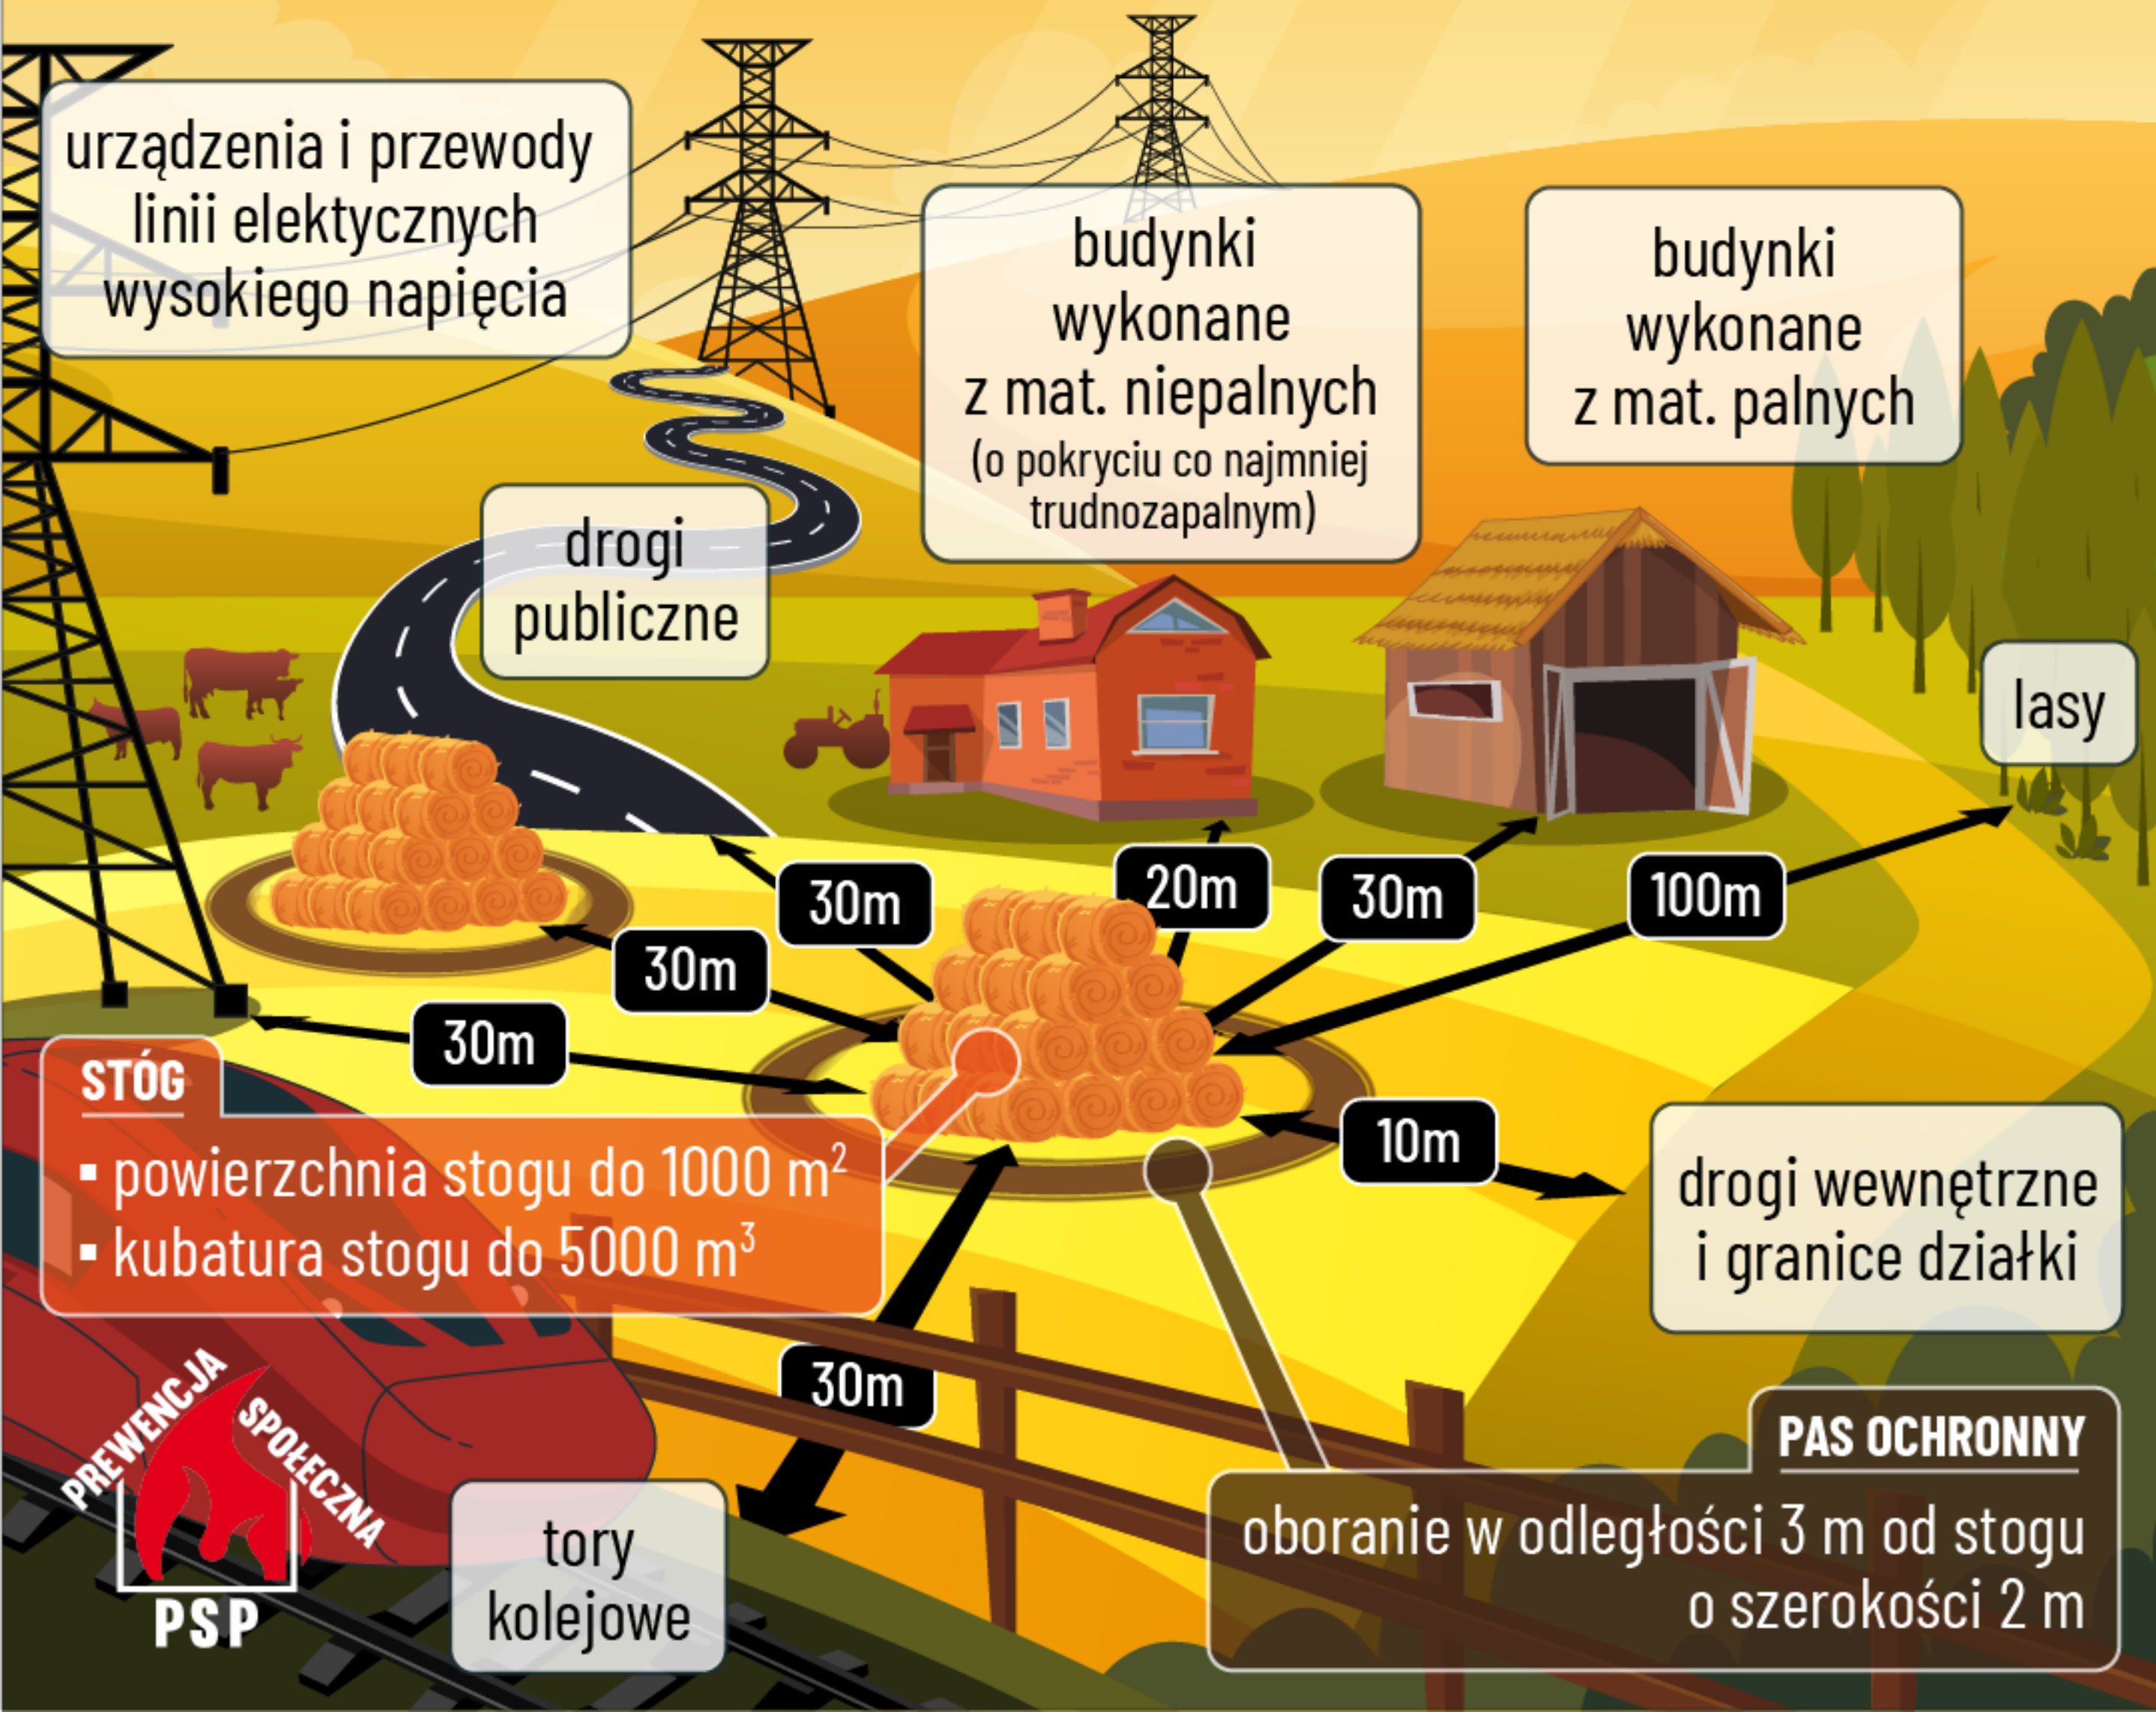 urządzenia i przewody
linii elektycznych
wysokiego napięcia
budynki
wykonane
z mat. niepalnych
(o pokryciu co najmniej
trudnozapalnym)
budynki
wykonane
z mat. palnych
drogi
publiczne
lasy
30m
20m
30m
100m
30m
30m
10m
STÓG
▪ powierzchnia stogu do 1000 m²
▪ kubatura stogu do 5000 m³
drogi wewnętrzne
i granice działki
30m
PREWENCJA
SPOŁECZNA
PSP
tory
kolejowe
PAS OCHRONNY
oboranie w odległości 3 m od stogu
o szerokości 2 m